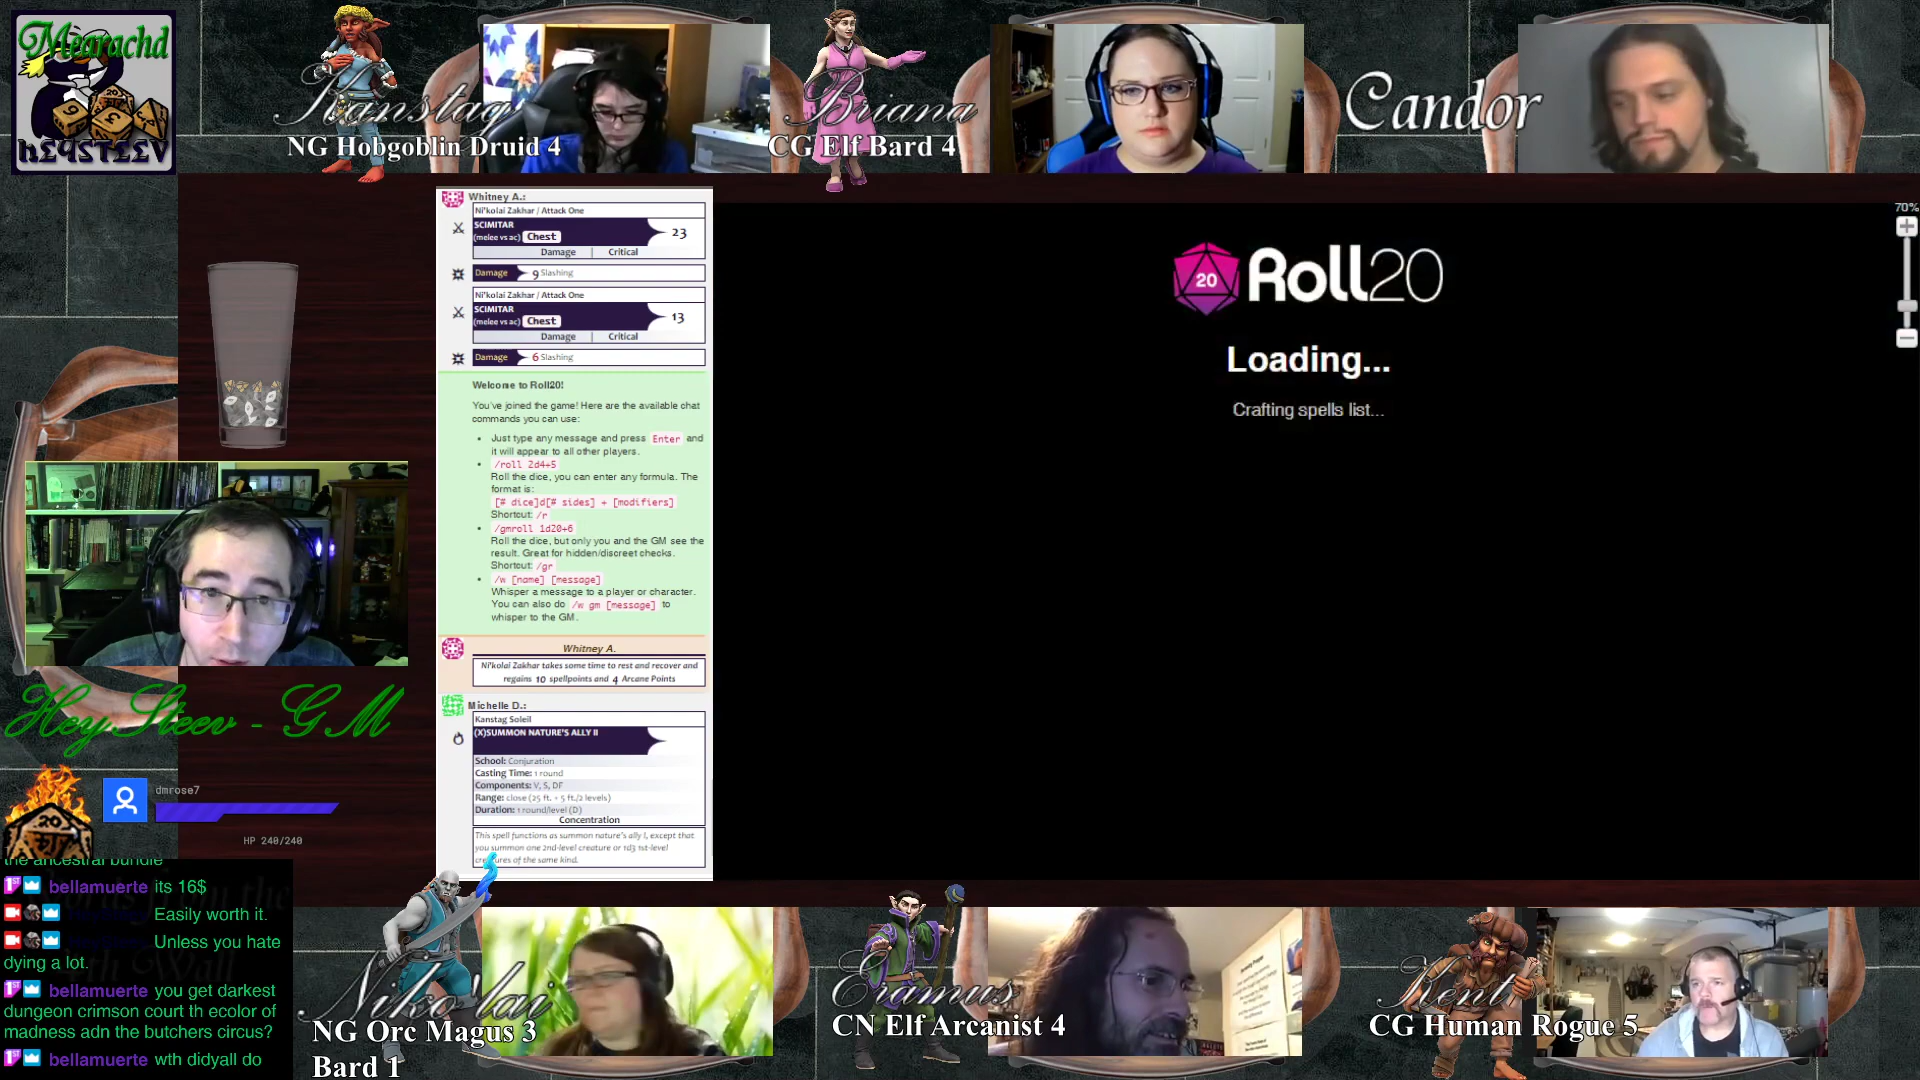 Mearachd
HEYSTEEV
Kanstag
NG Hobgoblin Druid 4
Briana
CG Elf Bard 4
Candor
Whitney A.:
Ni'kolai Zakhar / Attack One
SCIMITAR
(melee vs ac) Chest
23
Damage | Critical
Damage 9 Slashing
Ni'kolai Zakhar / Attack One
SCIMITAR
(melee vs ac) Chest
13
Damage | Critical
Damage 6 Slashing
Welcome to Roll20!
You've joined the game! Here are the available chat
commands you can use:
Just type any message and press Enter and
it will appear to all other players.
/roll 2d4+5
Roll the dice, you can enter any formula. The
format is:
[# dice]d[# sides] + [modifiers]
Shortcut: /r
/gmroll 1d20+6
Roll the dice, but only you and the GM see the
result. Great for hidden/discreet checks.
Shortcut: /gr
/w [name] [message]
Whisper a message to a player or character.
You can also do /w gm [message] to
whisper to the GM.
Whitney A.
Ni'kolai Zakhar takes some time to rest and recover and
regains 10 spellpoints and 4 Arcane Points
Michelle D.:
Kanstag Soleil
(X)SUMMON NATURE'S ALLY II
School: Conjuration
Casting Time: 1 round
Components: V, S, DF
Range: close (25 ft. + 5 ft./2 levels)
Duration: 1 round/level (D)
Concentration
This spell functions as summon nature's ally I, except that
you summon one 2nd-level creature or 1d3 1st-level
creatures of the same kind.
20
Roll20
Loading...
Crafting spells list...
70%
HeySteev - GM
20
dmrose7
HP 240/240
the ancestral bundle
bellamuerte its 16$
Easily worth it.
Unless you hate
dying a lot.
bellamuerte you get darkest
dungeon crimson court th ecolor of
madness adn the butchers circus?
bellamuerte wth didyall do
Niko'lai
NG Orc Magus 3
Bard 1
Eramus
CN Elf Arcanist 4
Kent
CG Human Rogue 5